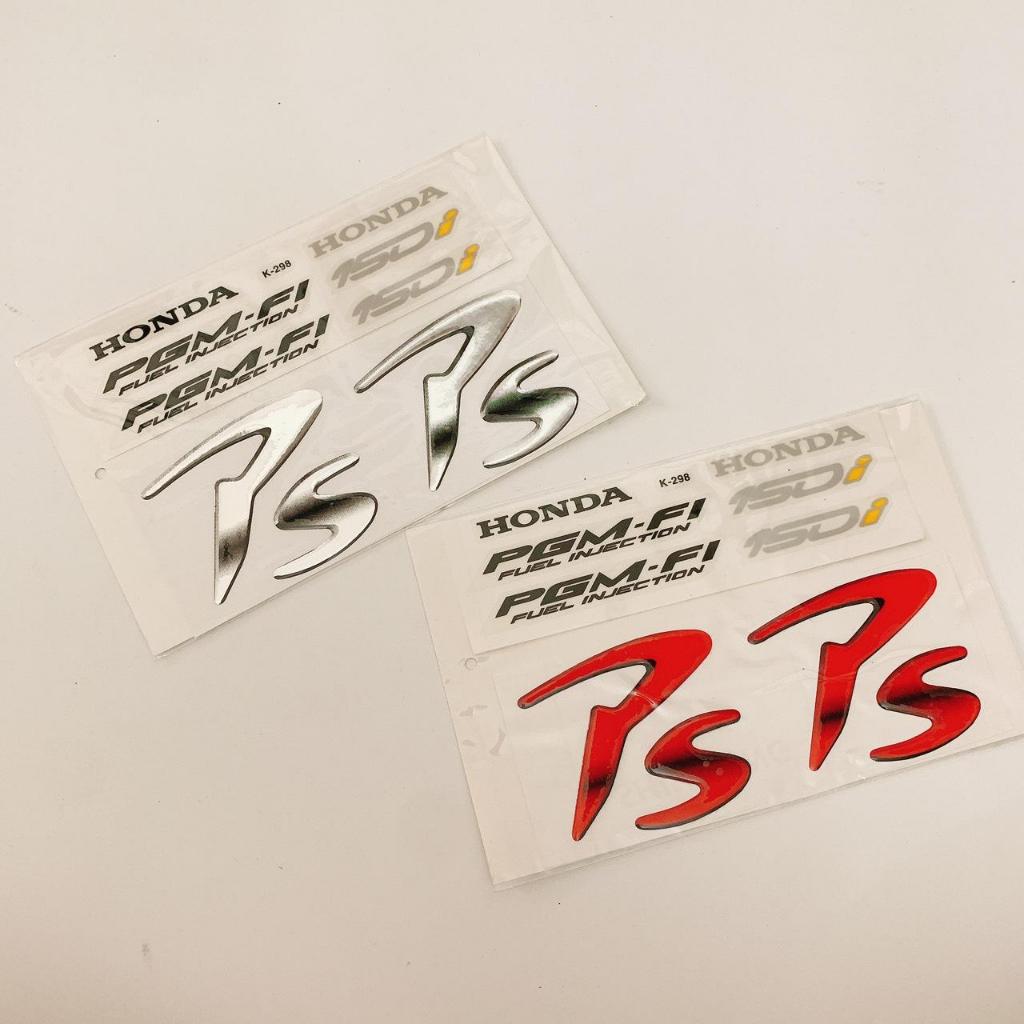 HONDA
K-298
HONDA
PGM-FI
FUEL INJECTION
150i
PGM-FI
FUEL INJECTION
150i
Ps
Ps
HONDA
K-298
HONDA
PGM-FI
FUEL INJECTION
150i
PGM-FI
FUEL INJECTION
150i
Ps
Ps